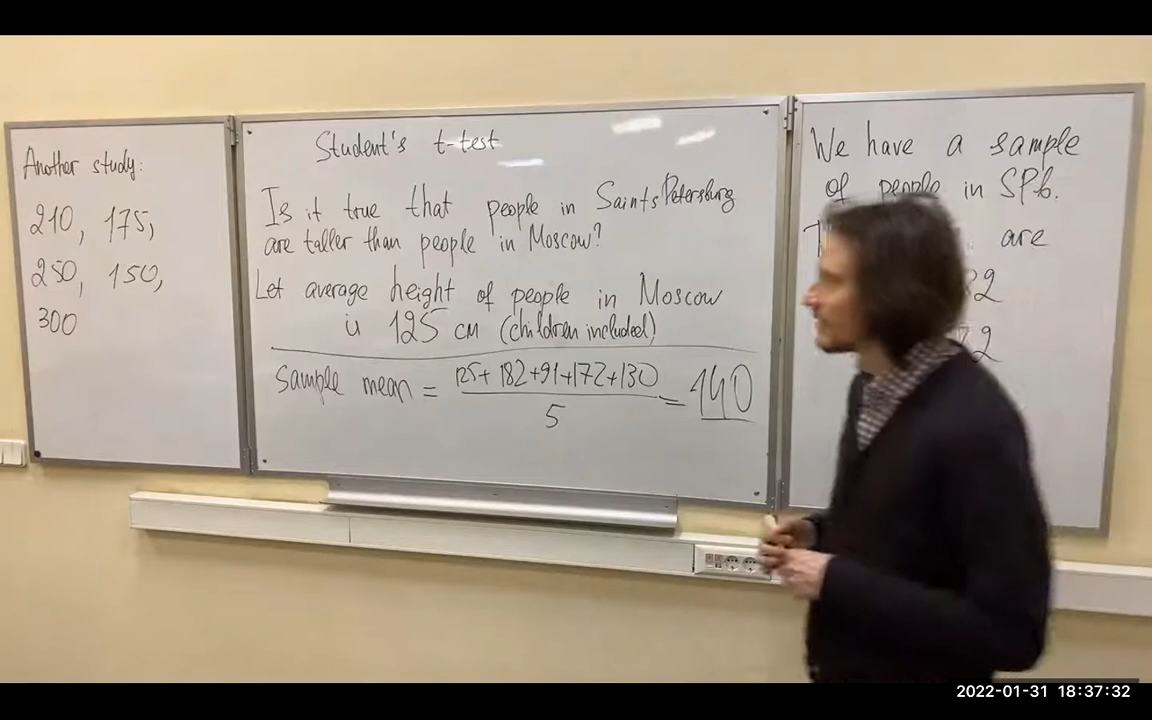 Another study:
210, 175,
250, 150,
300
Student's t-test
Is it true that people in Saints Petersburg
are taller than people in Moscow?
Let average height of people in Moscow
is 125 cm (children included)
Sample mean = 125+182+91+172+130 / 5 = 140
We have a sample
of people in SPb.
are
2022-01-31 18:37:32